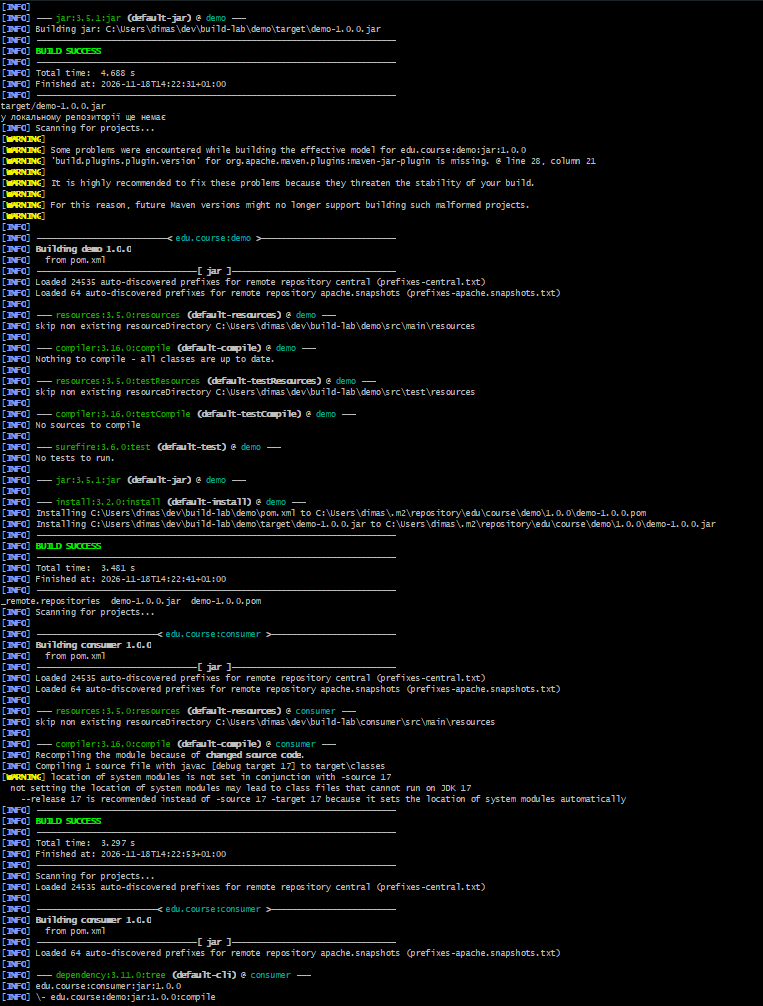 [INFO]
[INFO] --- jar:3.5.1:jar (default-jar) @ demo ---
[INFO] Building jar: C:\Users\dimas\dev\build-lab\demo\target\demo-1.0.0.jar
[INFO] ------------------------------------------------------------------------
[INFO] BUILD SUCCESS
[INFO] ------------------------------------------------------------------------
[INFO] Total time:  4.688 s
[INFO] Finished at: 2026-11-18T14:22:31+01:00
[INFO] ------------------------------------------------------------------------
target/demo-1.0.0.jar
у локальному репозиторії ще немає
[INFO] Scanning for projects...
[WARNING]
[WARNING] Some problems were encountered while building the effective model for edu.course:demo:jar:1.0.0
[WARNING] 'build.plugins.plugin.version' for org.apache.maven.plugins:maven-jar-plugin is missing. @ line 28, column 21
[WARNING]
[WARNING] It is highly recommended to fix these problems because they threaten the stability of your build.
[WARNING]
[WARNING] For this reason, future Maven versions might no longer support building such malformed projects.
[WARNING]
[INFO]
[INFO] --------------------------< edu.course:demo >---------------------------
[INFO] Building demo 1.0.0
[INFO]   from pom.xml
[INFO] --------------------------------[ jar ]---------------------------------
[INFO] Loaded 24535 auto-discovered prefixes for remote repository central (prefixes-central.txt)
[INFO] Loaded 64 auto-discovered prefixes for remote repository apache.snapshots (prefixes-apache.snapshots.txt)
[INFO]
[INFO] --- resources:3.5.0:resources (default-resources) @ demo ---
[INFO] skip non existing resourceDirectory C:\Users\dimas\dev\build-lab\demo\src\main\resources
[INFO]
[INFO] --- compiler:3.16.0:compile (default-compile) @ demo ---
[INFO] Nothing to compile - all classes are up to date.
[INFO]
[INFO] --- resources:3.5.0:testResources (default-testResources) @ demo ---
[INFO] skip non existing resourceDirectory C:\Users\dimas\dev\build-lab\demo\src\test\resources
[INFO]
[INFO] --- compiler:3.16.0:testCompile (default-testCompile) @ demo ---
[INFO] No sources to compile
[INFO]
[INFO] --- surefire:3.6.0:test (default-test) @ demo ---
[INFO] No tests to run.
[INFO]
[INFO] --- jar:3.5.1:jar (default-jar) @ demo ---
[INFO]
[INFO] --- install:3.2.0:install (default-install) @ demo ---
[INFO] Installing C:\Users\dimas\dev\build-lab\demo\pom.xml to C:\Users\dimas\.m2\repository\edu\course\demo\1.0.0\demo-1.0.0.pom
[INFO] Installing C:\Users\dimas\dev\build-lab\demo\target\demo-1.0.0.jar to C:\Users\dimas\.m2\repository\edu\course\demo\1.0.0\demo-1.0.0.jar
[INFO] ------------------------------------------------------------------------
[INFO] BUILD SUCCESS
[INFO] ------------------------------------------------------------------------
[INFO] Total time:  3.481 s
[INFO] Finished at: 2026-11-18T14:22:41+01:00
[INFO] ------------------------------------------------------------------------
_remote.repositories  demo-1.0.0.jar  demo-1.0.0.pom
[INFO] Scanning for projects...
[INFO]
[INFO] ------------------------< edu.course:consumer >-------------------------
[INFO] Building consumer 1.0.0
[INFO]   from pom.xml
[INFO] --------------------------------[ jar ]---------------------------------
[INFO] Loaded 24535 auto-discovered prefixes for remote repository central (prefixes-central.txt)
[INFO] Loaded 64 auto-discovered prefixes for remote repository apache.snapshots (prefixes-apache.snapshots.txt)
[INFO]
[INFO] --- resources:3.5.0:resources (default-resources) @ consumer ---
[INFO] skip non existing resourceDirectory C:\Users\dimas\dev\build-lab\consumer\src\main\resources
[INFO]
[INFO] --- compiler:3.16.0:compile (default-compile) @ consumer ---
[INFO] Recompiling the module because of changed source code.
[INFO] Compiling 1 source file with javac [debug target 17] to target\classes
[WARNING] location of system modules is not set in conjunction with -source 17
  not setting the location of system modules may lead to class files that cannot run on JDK 17
    --release 17 is recommended instead of -source 17 -target 17 because it sets the location of system modules automatically
[INFO] ------------------------------------------------------------------------
[INFO] BUILD SUCCESS
[INFO] ------------------------------------------------------------------------
[INFO] Total time:  3.297 s
[INFO] Finished at: 2026-11-18T14:22:53+01:00
[INFO] ------------------------------------------------------------------------
[INFO] Scanning for projects...
[INFO] Loaded 24535 auto-discovered prefixes for remote repository central (prefixes-central.txt)
[INFO]
[INFO] ------------------------< edu.course:consumer >-------------------------
[INFO] Building consumer 1.0.0
[INFO]   from pom.xml
[INFO] --------------------------------[ jar ]---------------------------------
[INFO] Loaded 64 auto-discovered prefixes for remote repository apache.snapshots (prefixes-apache.snapshots.txt)
[INFO]
[INFO] --- dependency:3.11.0:tree (default-cli) @ consumer ---
[INFO] edu.course:consumer:jar:1.0.0
[INFO] \- edu.course:demo:jar:1.0.0:compile